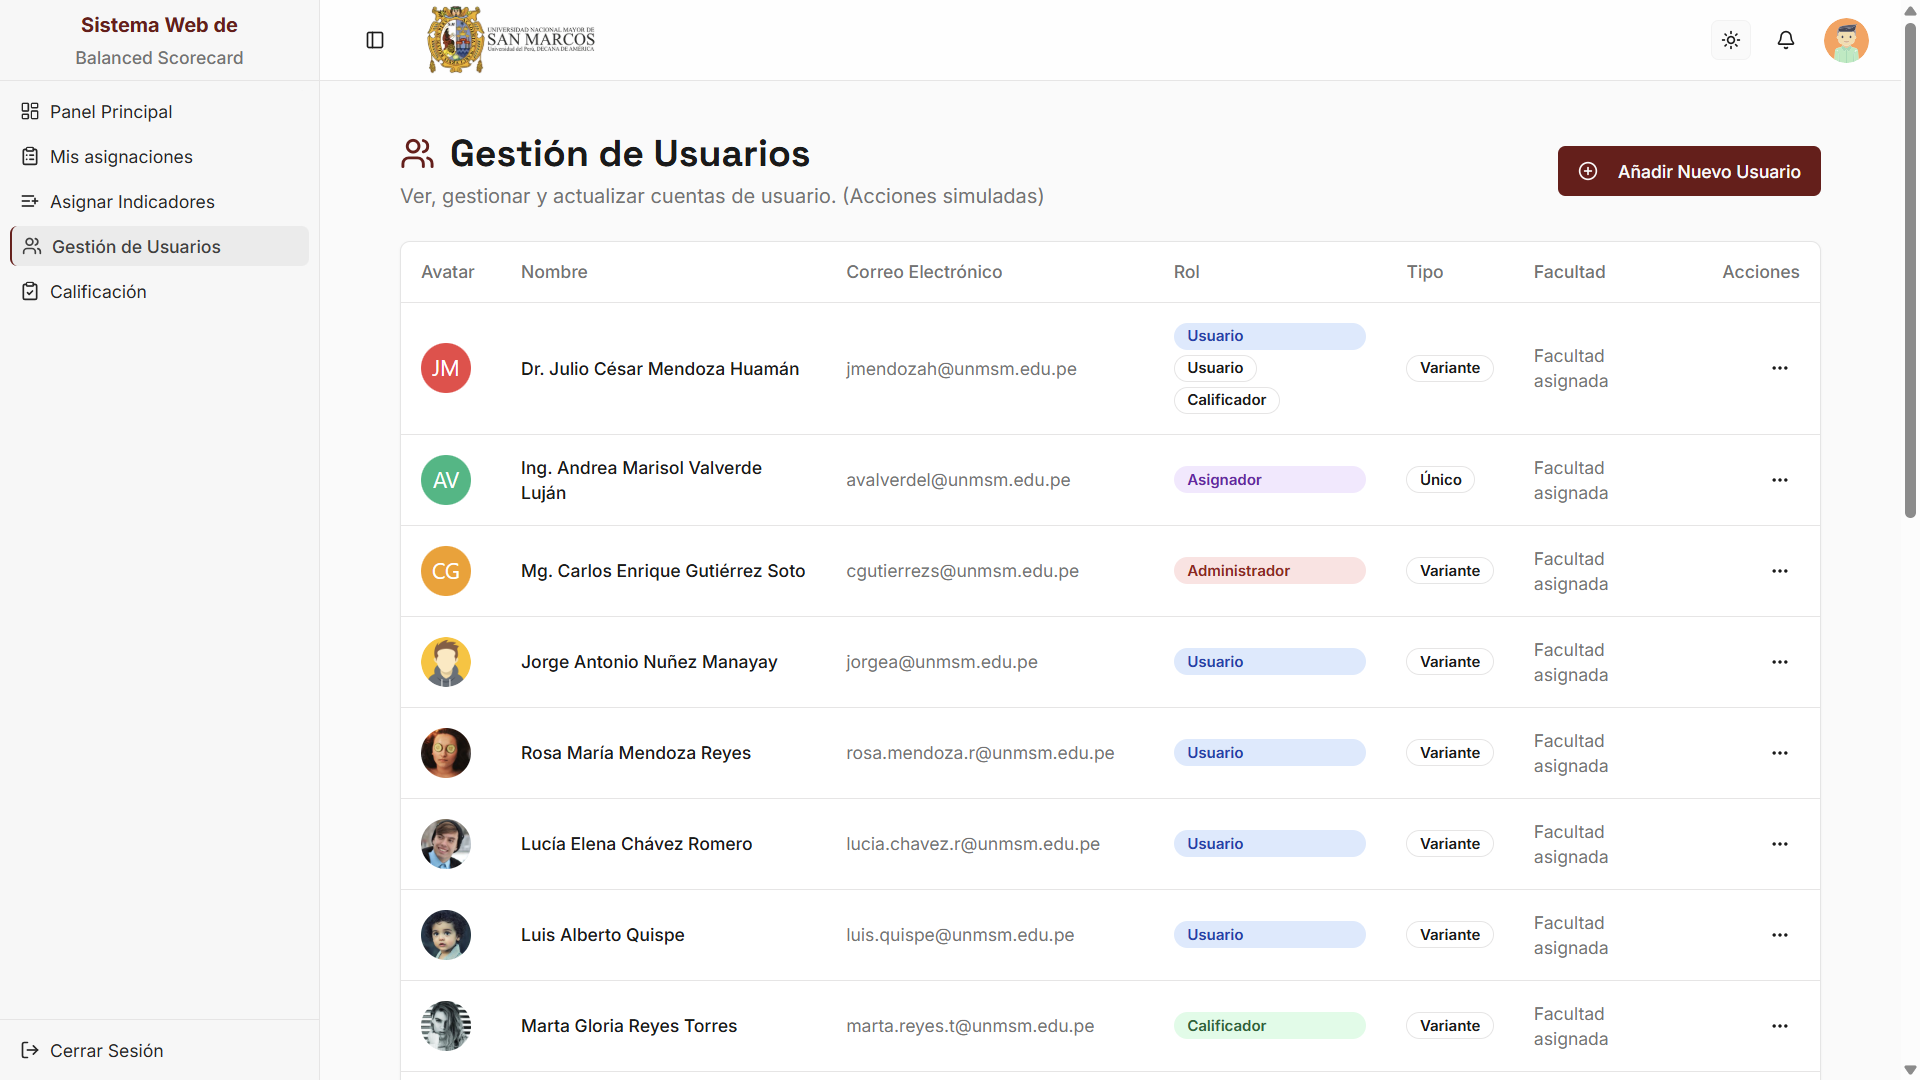 Sistema Web de
Balanced Scorecard
Panel Principal
Mis asignaciones
Asignar Indicadores
Gestión de Usuarios
Calificación
Cerrar Sesión
UNIVERSIDAD NACIONAL MAYOR DE
SAN MARCOS
Universidad del Perú, DECANA DE AMÉRICA
Gestión de Usuarios
Ver, gestionar y actualizar cuentas de usuario. (Acciones simuladas)
Añadir Nuevo Usuario
Avatar Nombre Correo Electrónico Rol Tipo Facultad Acciones
JM Dr. Julio César Mendoza Huamán jmendozah@unmsm.edu.pe Usuario Usuario Calificador Variante Facultad asignada
AV Ing. Andrea Marisol Valverde Luján avalverdel@unmsm.edu.pe Asignador Único Facultad asignada
CG Mg. Carlos Enrique Gutiérrez Soto cgutierrezs@unmsm.edu.pe Administrador Variante Facultad asignada
Jorge Antonio Nuñez Manayay jorgea@unmsm.edu.pe Usuario Variante Facultad asignada
Rosa María Mendoza Reyes rosa.mendoza.r@unmsm.edu.pe Usuario Variante Facultad asignada
Lucía Elena Chávez Romero lucia.chavez.r@unmsm.edu.pe Usuario Variante Facultad asignada
Luis Alberto Quispe luis.quispe@unmsm.edu.pe Usuario Variante Facultad asignada
Marta Gloria Reyes Torres marta.reyes.t@unmsm.edu.pe Calificador Variante Facultad asignada